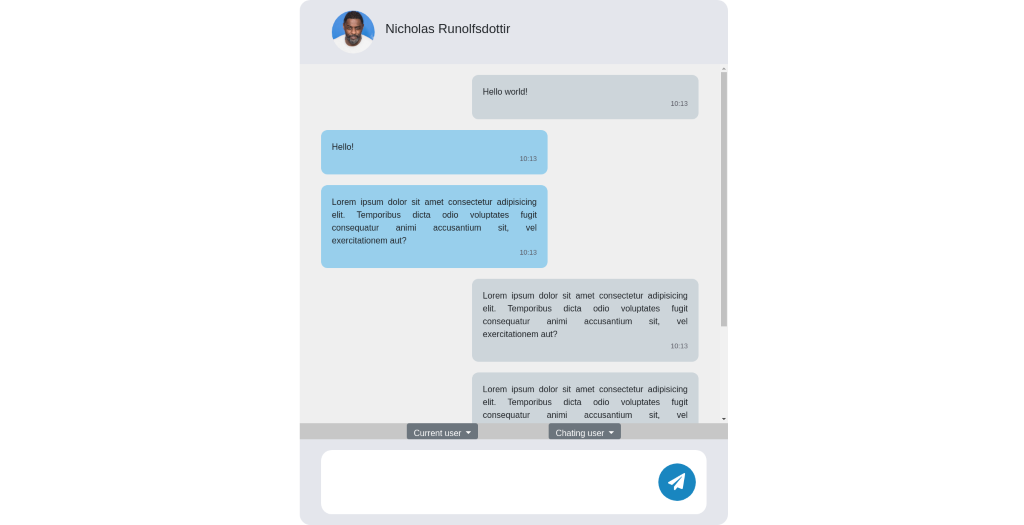 Nicholas Runolfsdottir
Hello world!
10:13
Hello!
10:13
Lorem ipsum dolor sit amet consectetur adipisicing
elit. Temporibus dicta odio voluptates fugit
consequatur animi accusantium sit, vel
exercitationem aut?
10:13
Lorem ipsum dolor sit amet consectetur adipisicing
elit. Temporibus dicta odio voluptates fugit
consequatur animi accusantium sit, vel
exercitationem aut?
10:13
Lorem ipsum dolor sit amet consectetur adipisicing
elit. Temporibus dicta odio voluptates fugit
consequatur animi accusantium sit, vel
Current user
Chating user